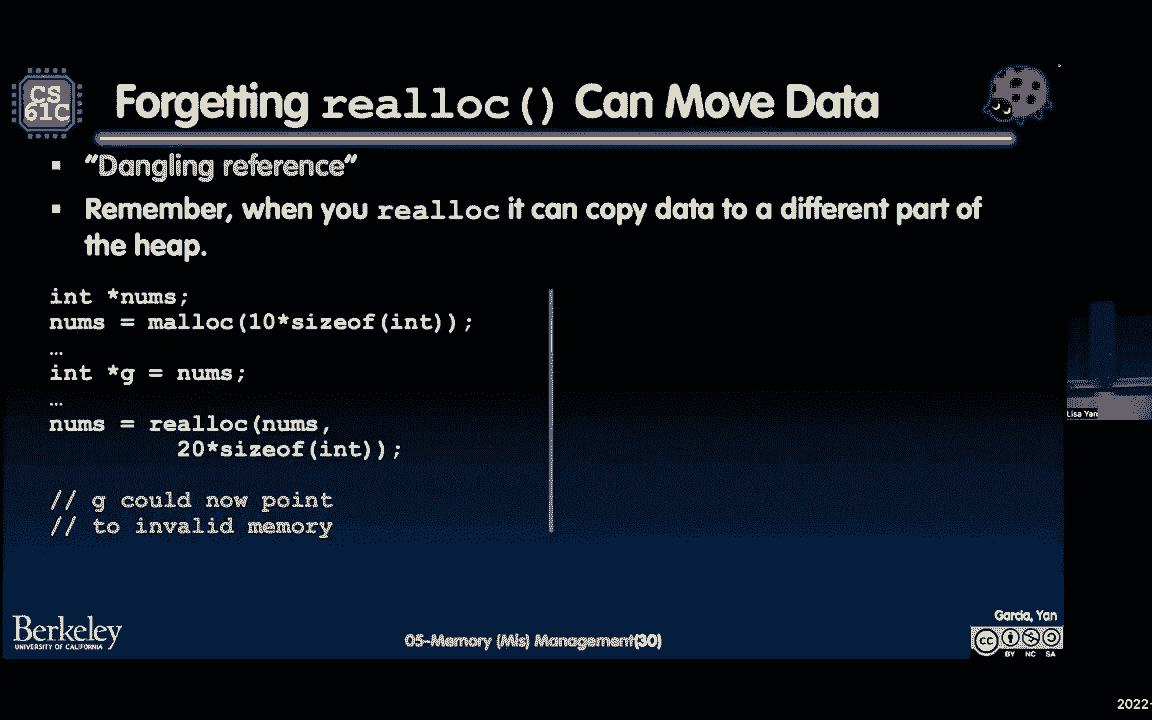 CS
61C
Forgetting realloc() Can Move Data
▪ “Dangling reference”
▪ Remember, when you realloc it can copy data to a different part of
the heap.
int *nums;
nums = malloc(10*sizeof(int));
…
int *g = nums;
…
nums = realloc(nums,
20*sizeof(int));
// g could now point
// to invalid memory
Lisa Yan
Berkeley
UNIVERSITY OF CALIFORNIA
05-Memory (Mis) Management(30)
Garcia, Yan
cc
BY NC SA
2022-